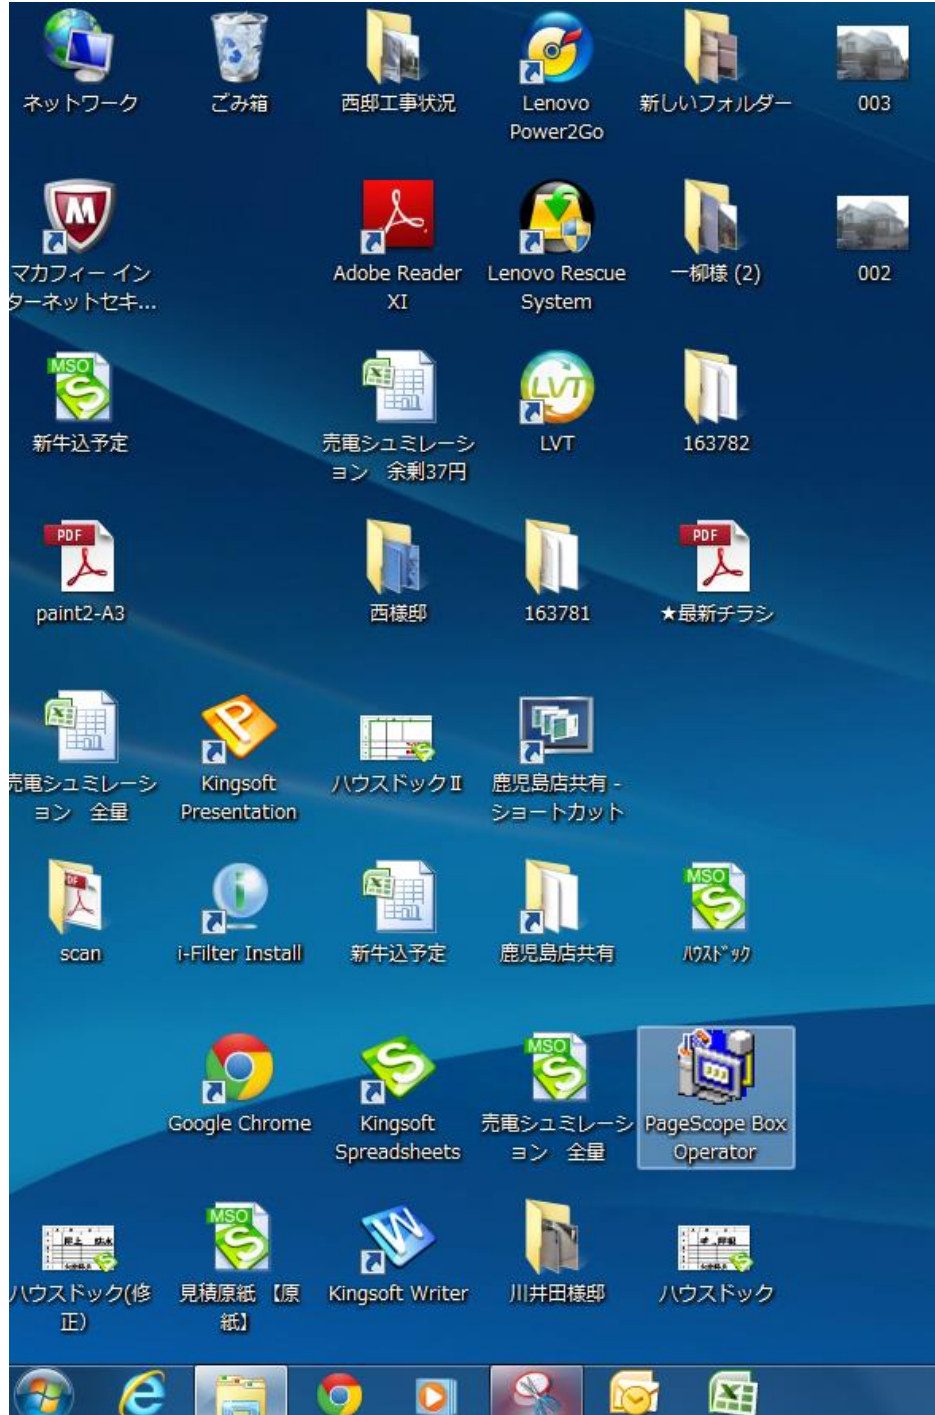 ネットワーク
ごみ箱
西邸工事状況
Lenovo
Power2Go
新しいフォルダー
003
マカフィー イン
ターネットセキ...
Adobe Reader
XI
Lenovo Rescue
System
一柳様 (2)
002
MSO
新牛込予定
売電シュミレーシ
ョン 余剰37円
LVT
LVT
163782
PDF
paint2-A3
西様邸
163781
PDF
★最新チラシ
売電シュミレーシ
ョン 全量
Kingsoft
Presentation
ハウスドックⅡ
鹿児島店共有 -
ショートカット
PDF
scan
i-Filter Install
新牛込予定
鹿児島店共有
MSO
ﾊｳｽﾄﾞｯｸ
Google Chrome
Kingsoft
Spreadsheets
MSO
売電シュミレーシ
ョン 全量
PageScope Box
Operator
ハウスドック(修
正)
MSO
見積原紙 【原
紙】
Kingsoft Writer
川井田様邸
ハウスドック